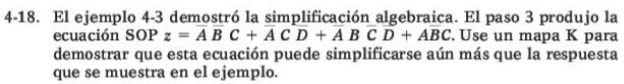 4-18. El ejemplo 4-3 demostró la simplificación algebraica. El paso 3 produjo la
ecuación SOP z = A̅ B̅ C + A̅ C D̅ + A̅ B C̅ D̅ + AB̅C. Use un mapa K para
demostrar que esta ecuación puede simplificarse aún más que la respuesta
que se muestra en el ejemplo.